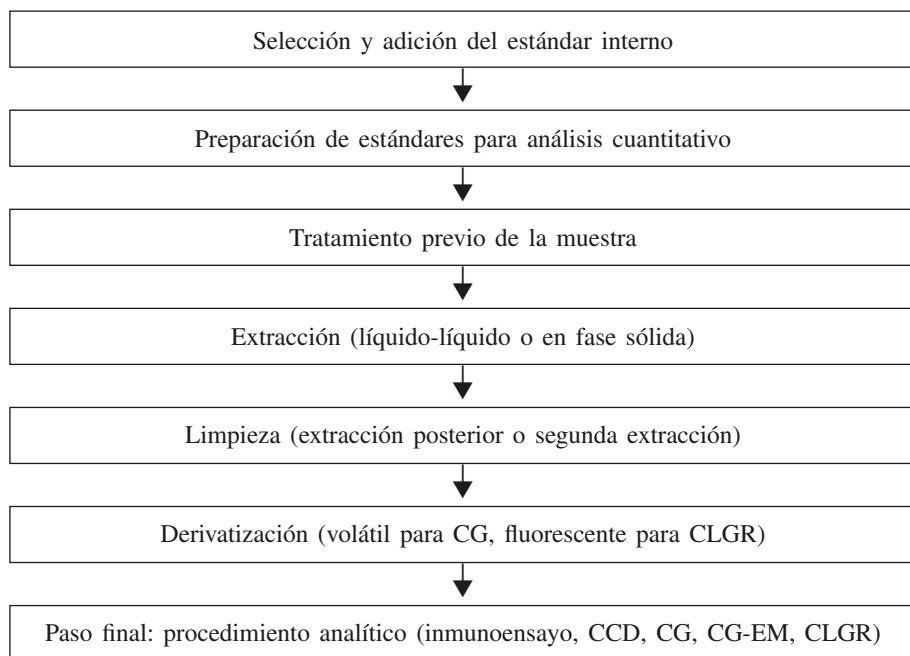 Selección y adición del estándar interno
Preparación de estándares para análisis cuantitativo
Tratamiento previo de la muestra
Extracción (líquido-líquido o en fase sólida)
Limpieza (extracción posterior o segunda extracción)
Derivatización (volátil para CG, fluorescente para CLGR)
Paso final: procedimiento analítico (inmunoensayo, CCD, CG, CG-EM, CLGR)